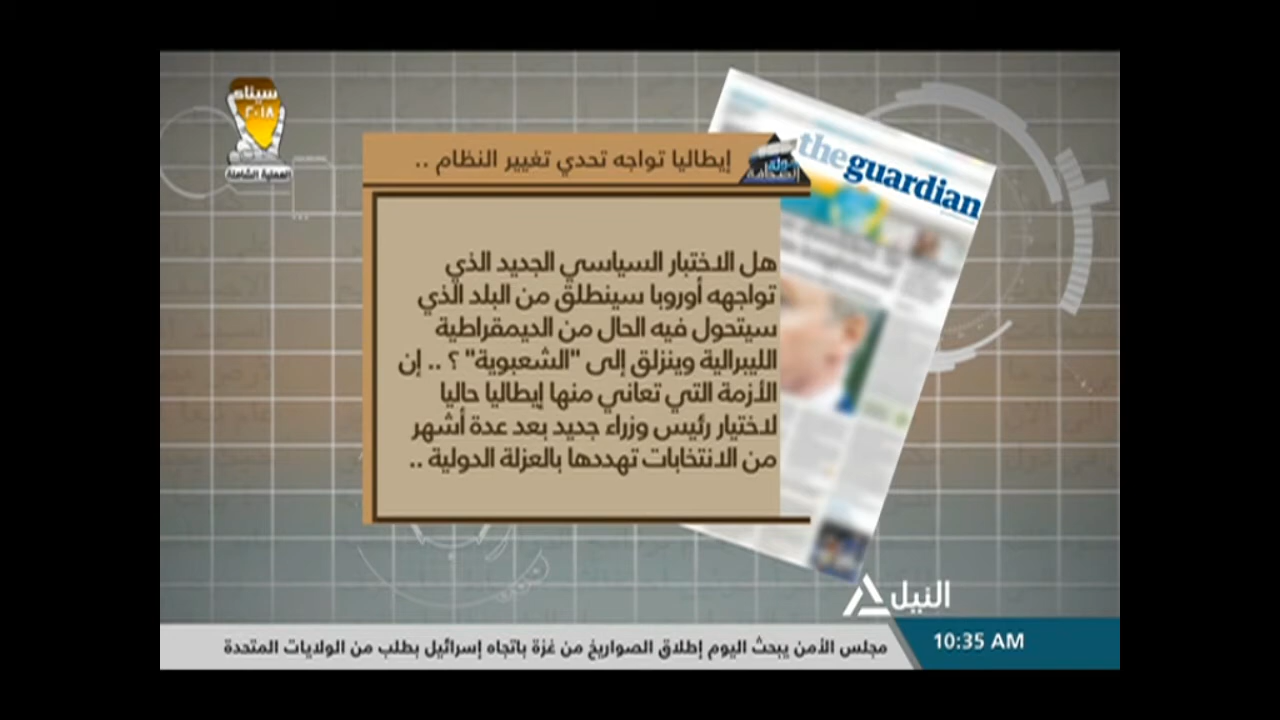 سيناء
٢٠١٨
العملية الشاملة
the guardian
إيطاليا تواجه تحدي تغيير النظام ..
هل الاختبار السياسي الجديد الذي
تواجهه أوروبا سينطلق من البلد الذي
سيتحول فيه الحال من الديمقراطية
الليبرالية وينزلق إلى "الشعبوية" ؟ .. إن
الأزمة التي تعاني منها إيطاليا حاليا
لاختيار رئيس وزراء جديد بعد عدة أشهر
من الانتخابات تهددها بالعزلة الدولية ..
النيل
مجلس الأمن يبحث اليوم إطلاق الصواريخ من غزة باتجاه إسرائيل بطلب من الولايات المتحدة
10:35 AM